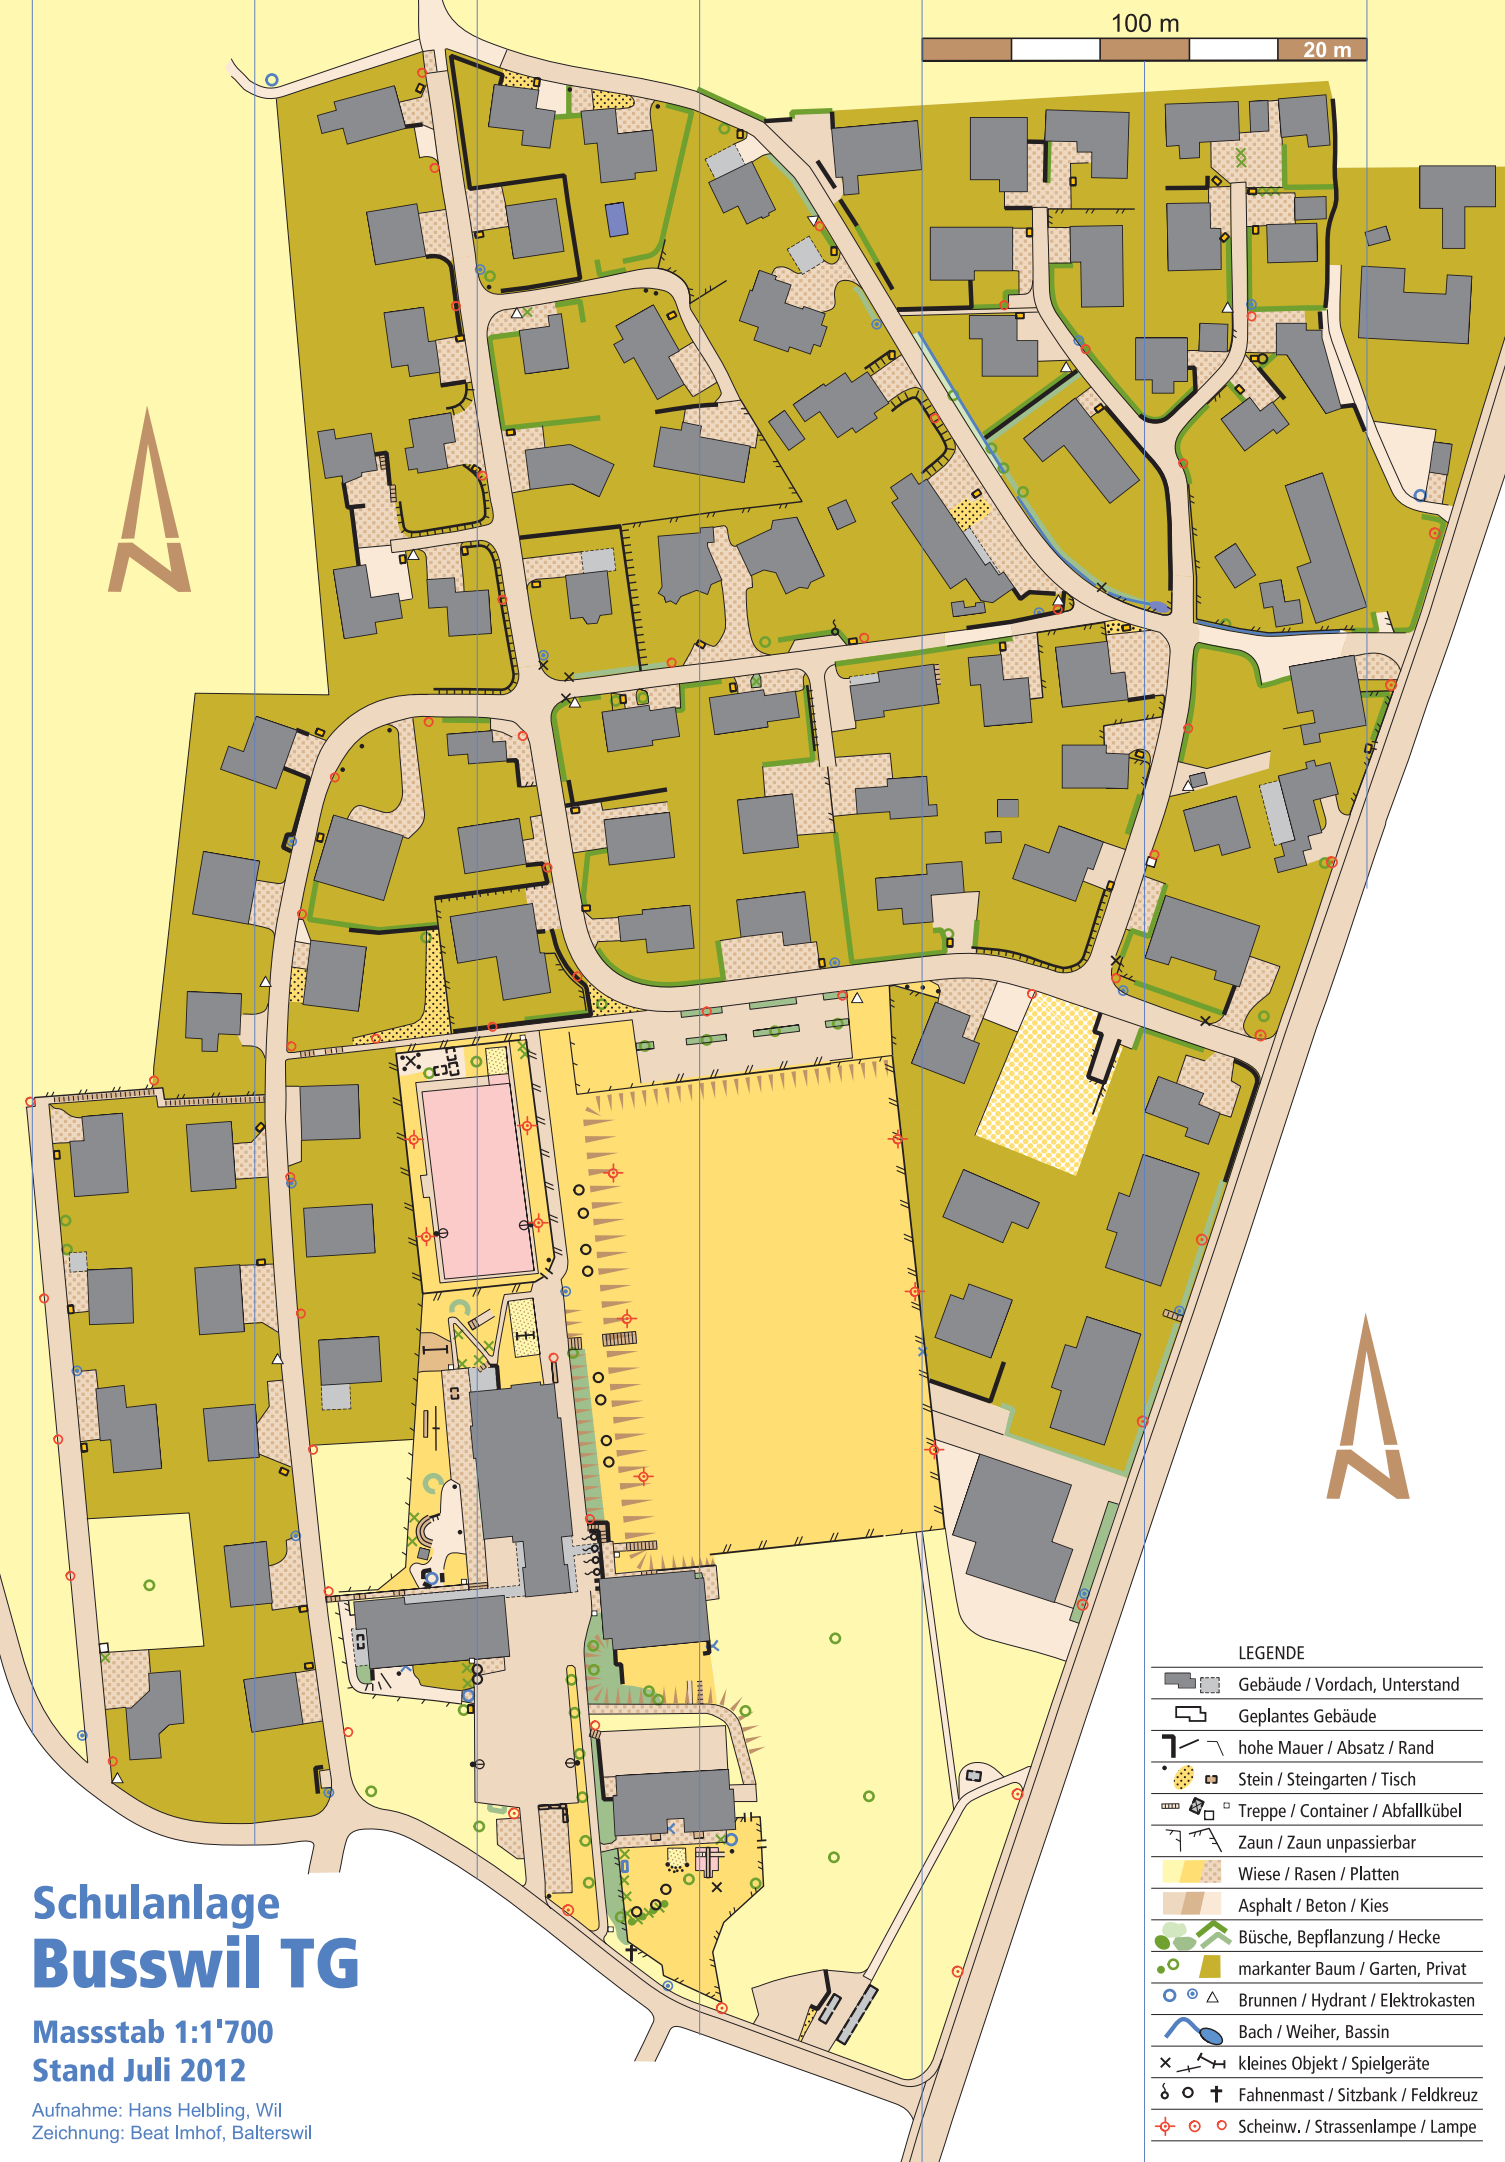 100 m
20 m
LEGENDE
Gebäude / Vordach, Unterstand
Geplantes Gebäude
hohe Mauer / Absatz / Rand
Stein / Steingarten / Tisch
Treppe / Container / Abfallkübel
Zaun / Zaun unpassierbar
Wiese / Rasen / Platten
Asphalt / Beton / Kies
Büsche, Bepflanzung / Hecke
markanter Baum / Garten, Privat
Brunnen / Hydrant / Elektrokasten
Bach / Weiher, Bassin
kleines Objekt / Spielgeräte
Fahnenmast / Sitzbank / Feldkreuz
Scheinw. / Strassenlampe / Lampe
Schulanlage
Busswil TG
Massstab 1:1'700
Stand Juli 2012
Aufnahme: Hans Helbling, Wil
Zeichnung: Beat Imhof, Balterswil